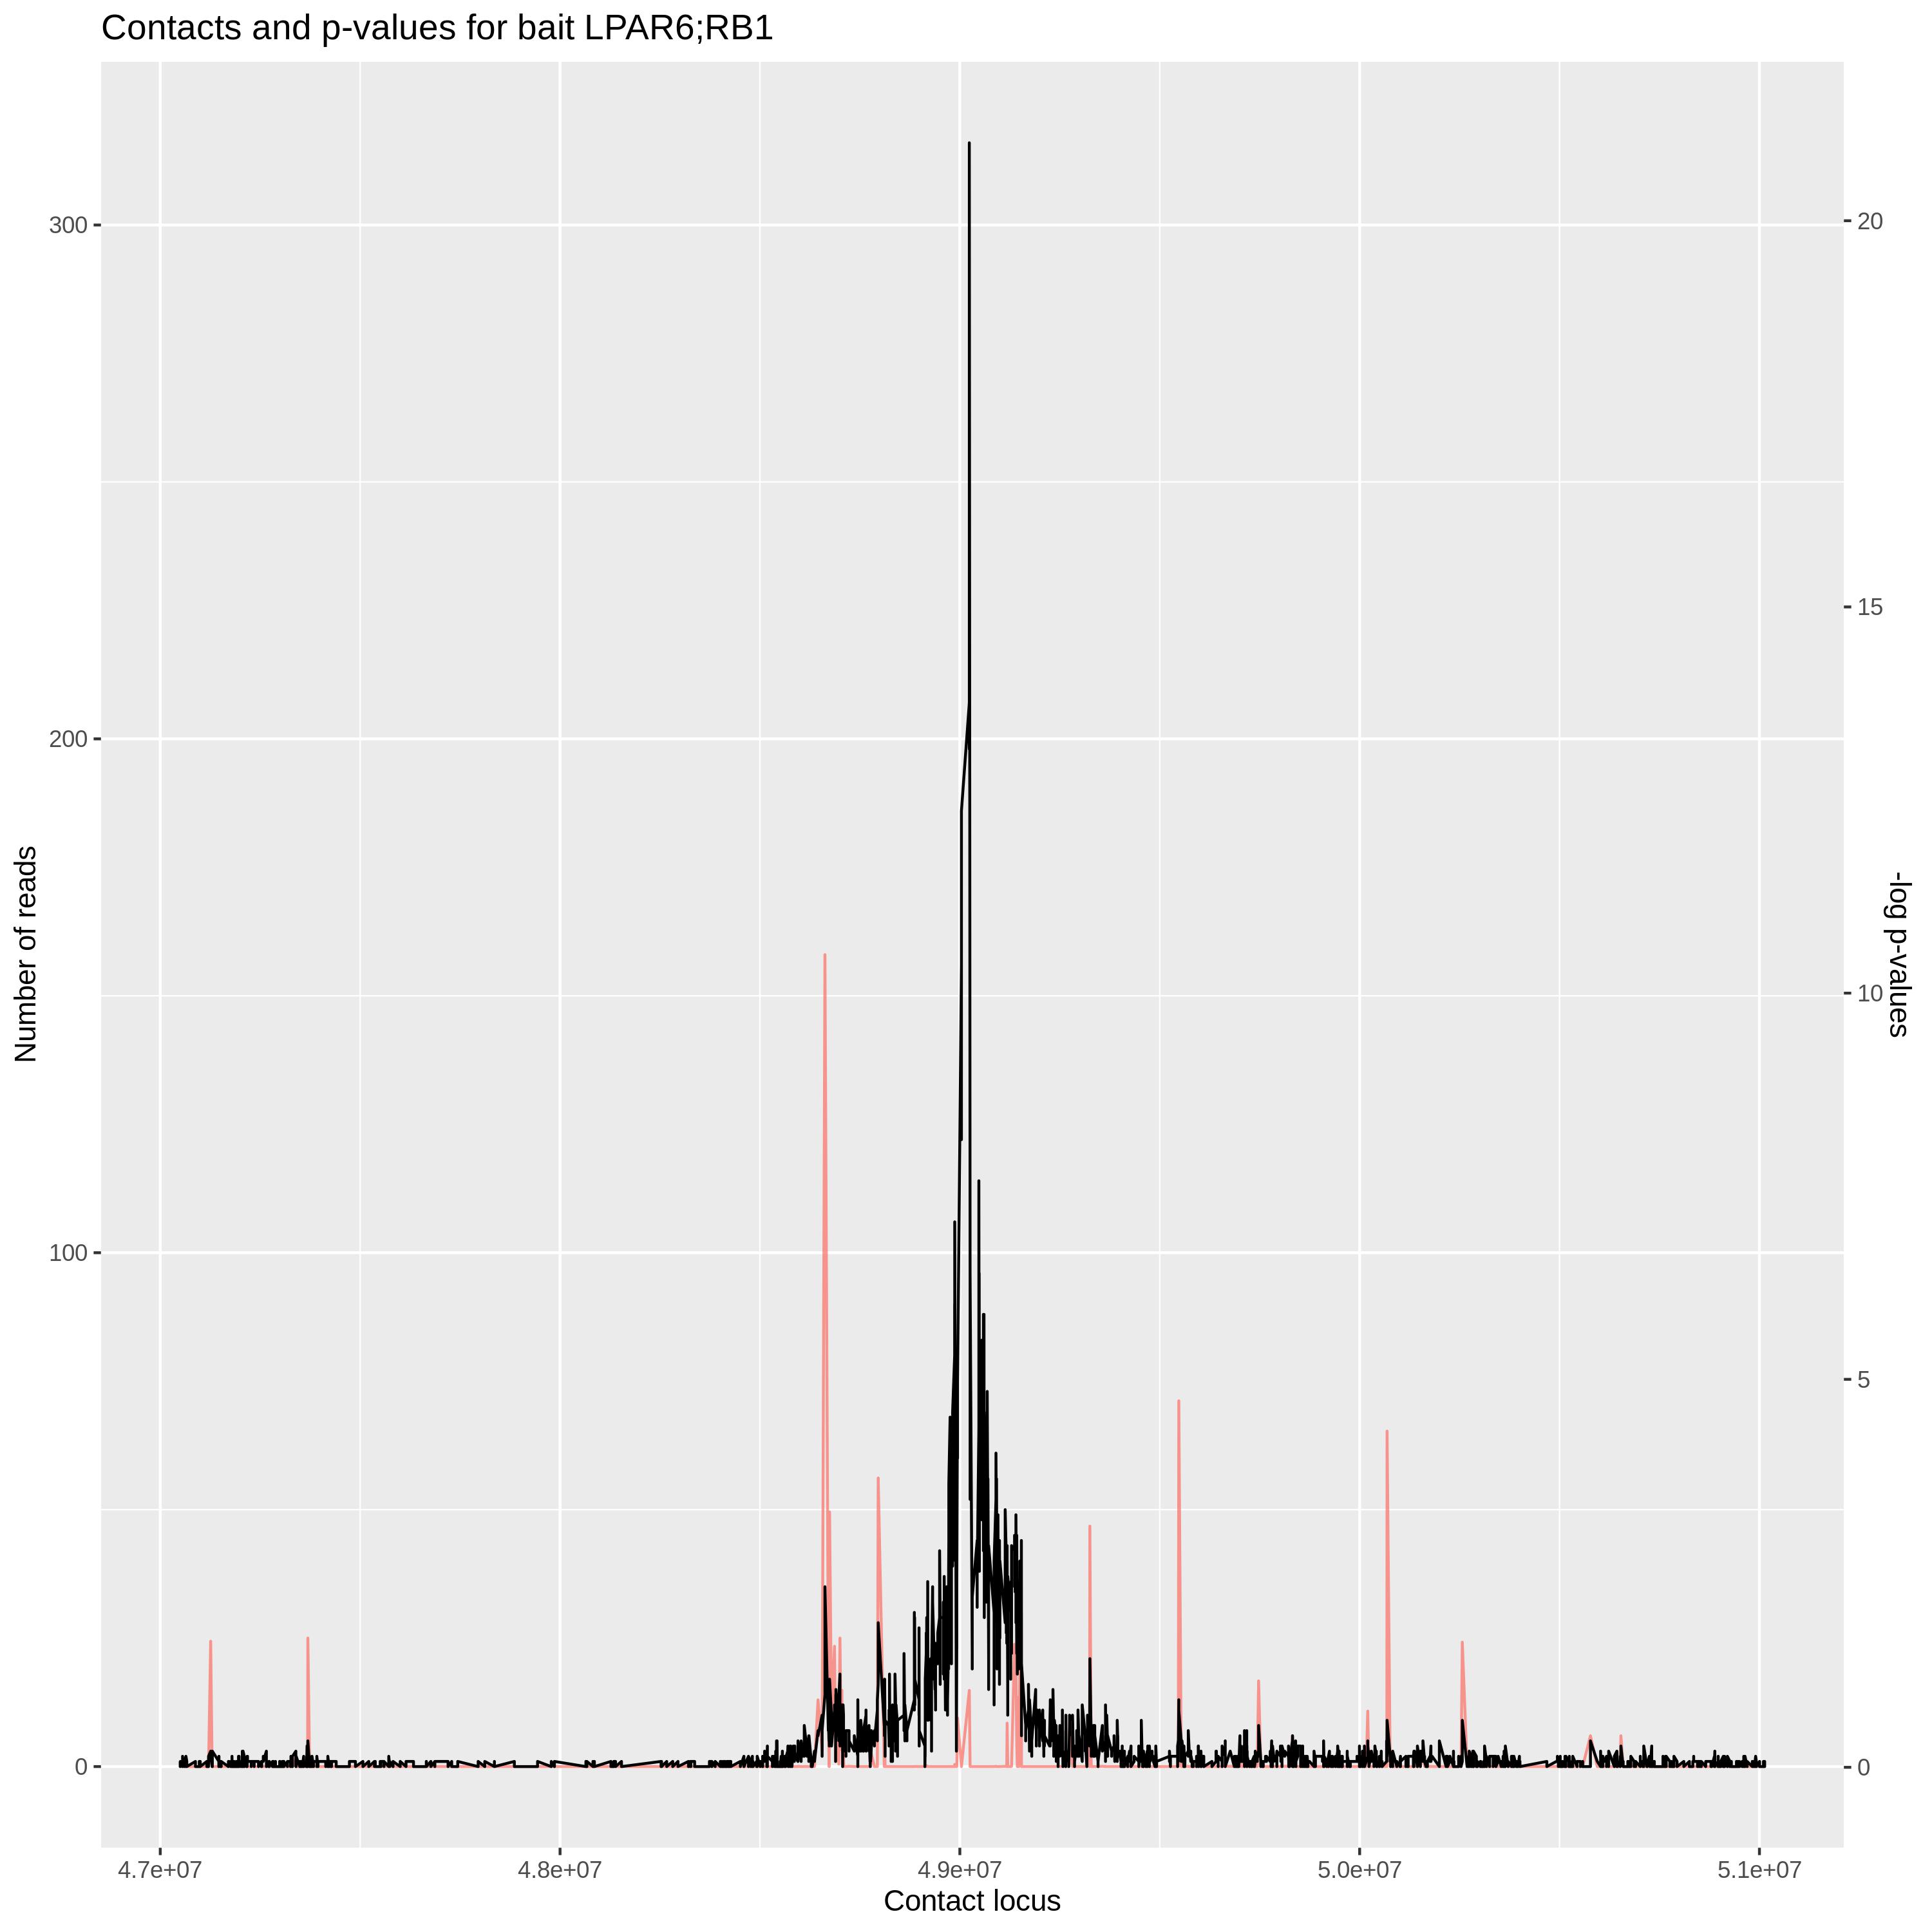 Contacts and p-values for bait LPAR6;RB1
300
200
100
0
Number of reads
20
15
10
5
0
-log p-values
4.7e+07 4.8e+07 4.9e+07 5.0e+07 5.1e+07
Contact locus